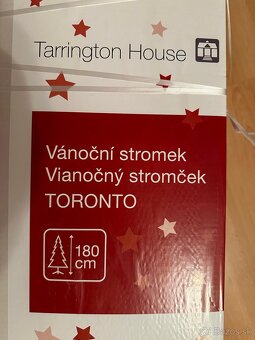 Tarrington House
Vánoční stromek
Vianočný stromček
TORONTO
180
cm